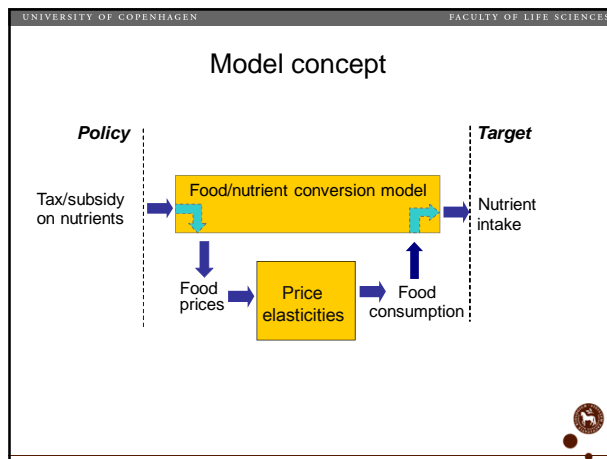 UNIVERSITY OF COPENHAGEN
FACULTY OF LIFE SCIENCES
Model concept
Policy
Target
Food/nutrient conversion model
Tax/subsidy
on nutrients
Nutrient
intake
Food
prices
Price
elasticities
Food
consumption